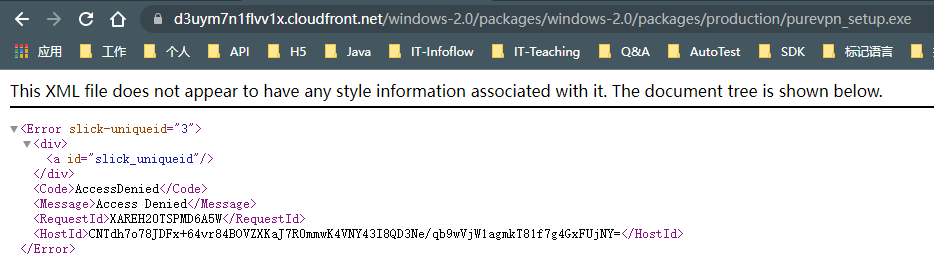 d3uym7n1flvv1x.cloudfront.net/windows-2.0/packages/windows-2.0/packages/production/purevpn_setup.exe
应用 工作 个人 API H5 Java IT-Infoflow IT-Teaching Q&A AutoTest SDK 标记语言
This XML file does not appear to have any style information associated with it. The document tree is shown below.
<Error slick-uniqueid="3">
<div>
<a id="slick_uniqueid"/>
</div>
<Code>AccessDenied</Code>
<Message>Access Denied</Message>
<RequestId>XAREH2OTSPMD6A5W</RequestId>
<HostId>CNTdh7o78JDFx+64vr84BOVZXKaJ7ROmmwK4VNY43I8QD3Ne/qb9wVjW1agmkT81f7g4GxFUjNY=</HostId>
</Error>